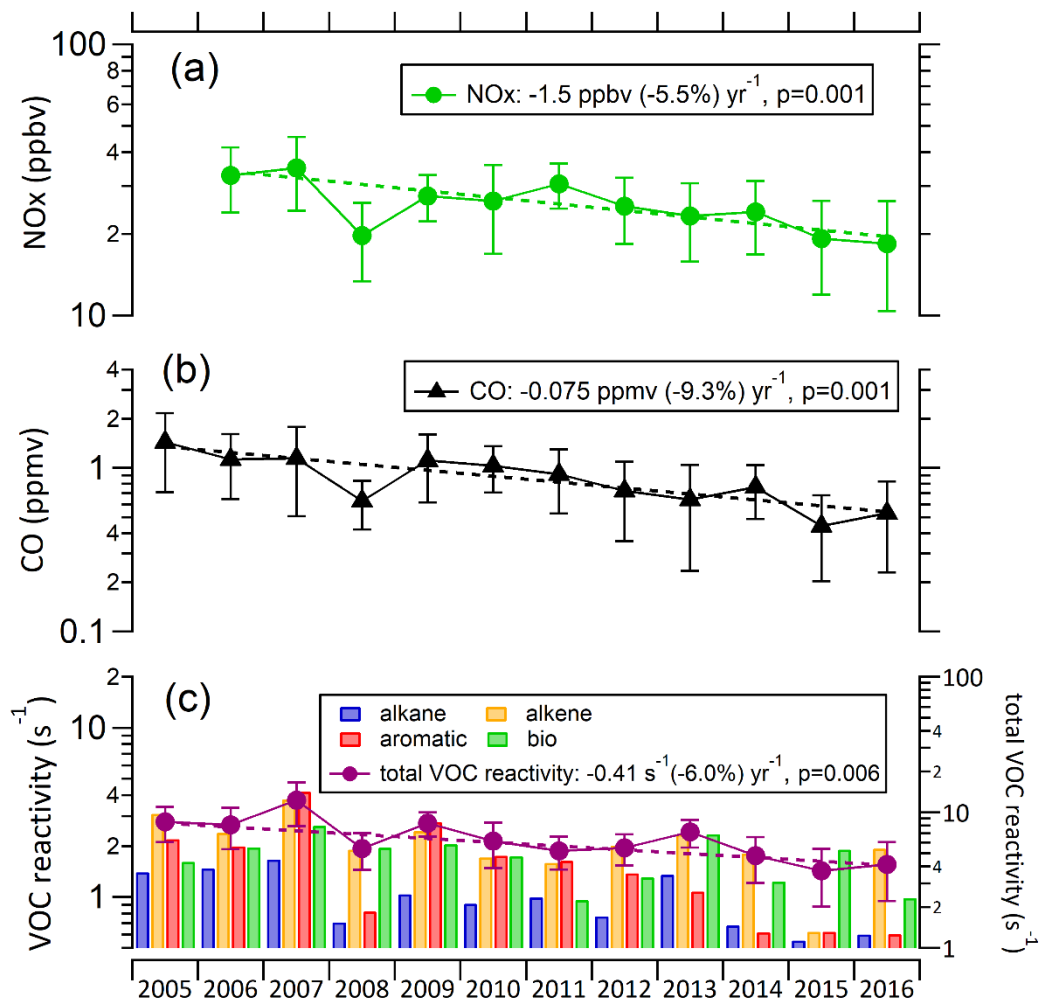 (a)
NOx: -1.5 ppbv (-5.5%) yr⁻¹, p=0.001
NOx (ppbv)
100
8
6
4
2
10
(b)
CO: -0.075 ppmv (-9.3%) yr⁻¹, p=0.001
CO (ppmv)
4
2
1
4
2
0.1
(c)
alkane
alkene
aromatic
bio
total VOC reactivity: -0.41 s⁻¹(-6.0%) yr⁻¹, p=0.006
VOC reactivity (s⁻¹)
2
10
4
2
1
total VOC reactivity (s⁻¹)
100
4
2
10
4
2
1
2005 2006 2007 2008 2009 2010 2011 2012 2013 2014 2015 2016